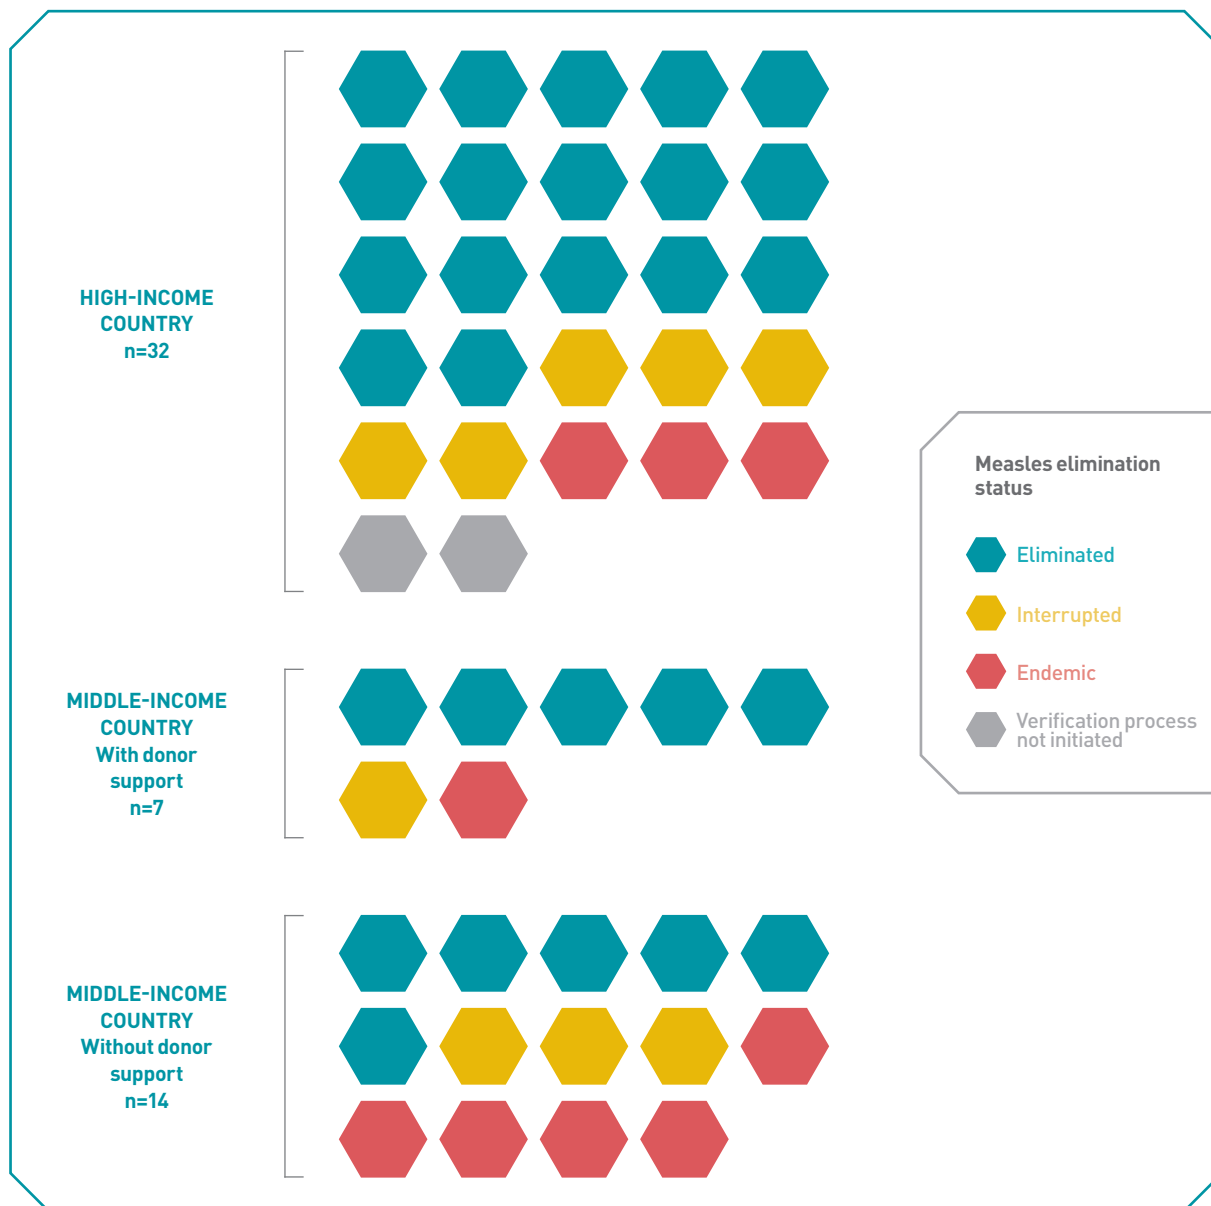 HIGH-INCOME
COUNTRY
n=32
MIDDLE-INCOME
COUNTRY
With donor
support
n=7
MIDDLE-INCOME
COUNTRY
Without donor
support
n=14
Measles elimination
status
Eliminated
Interrupted
Endemic
Verification process
not initiated